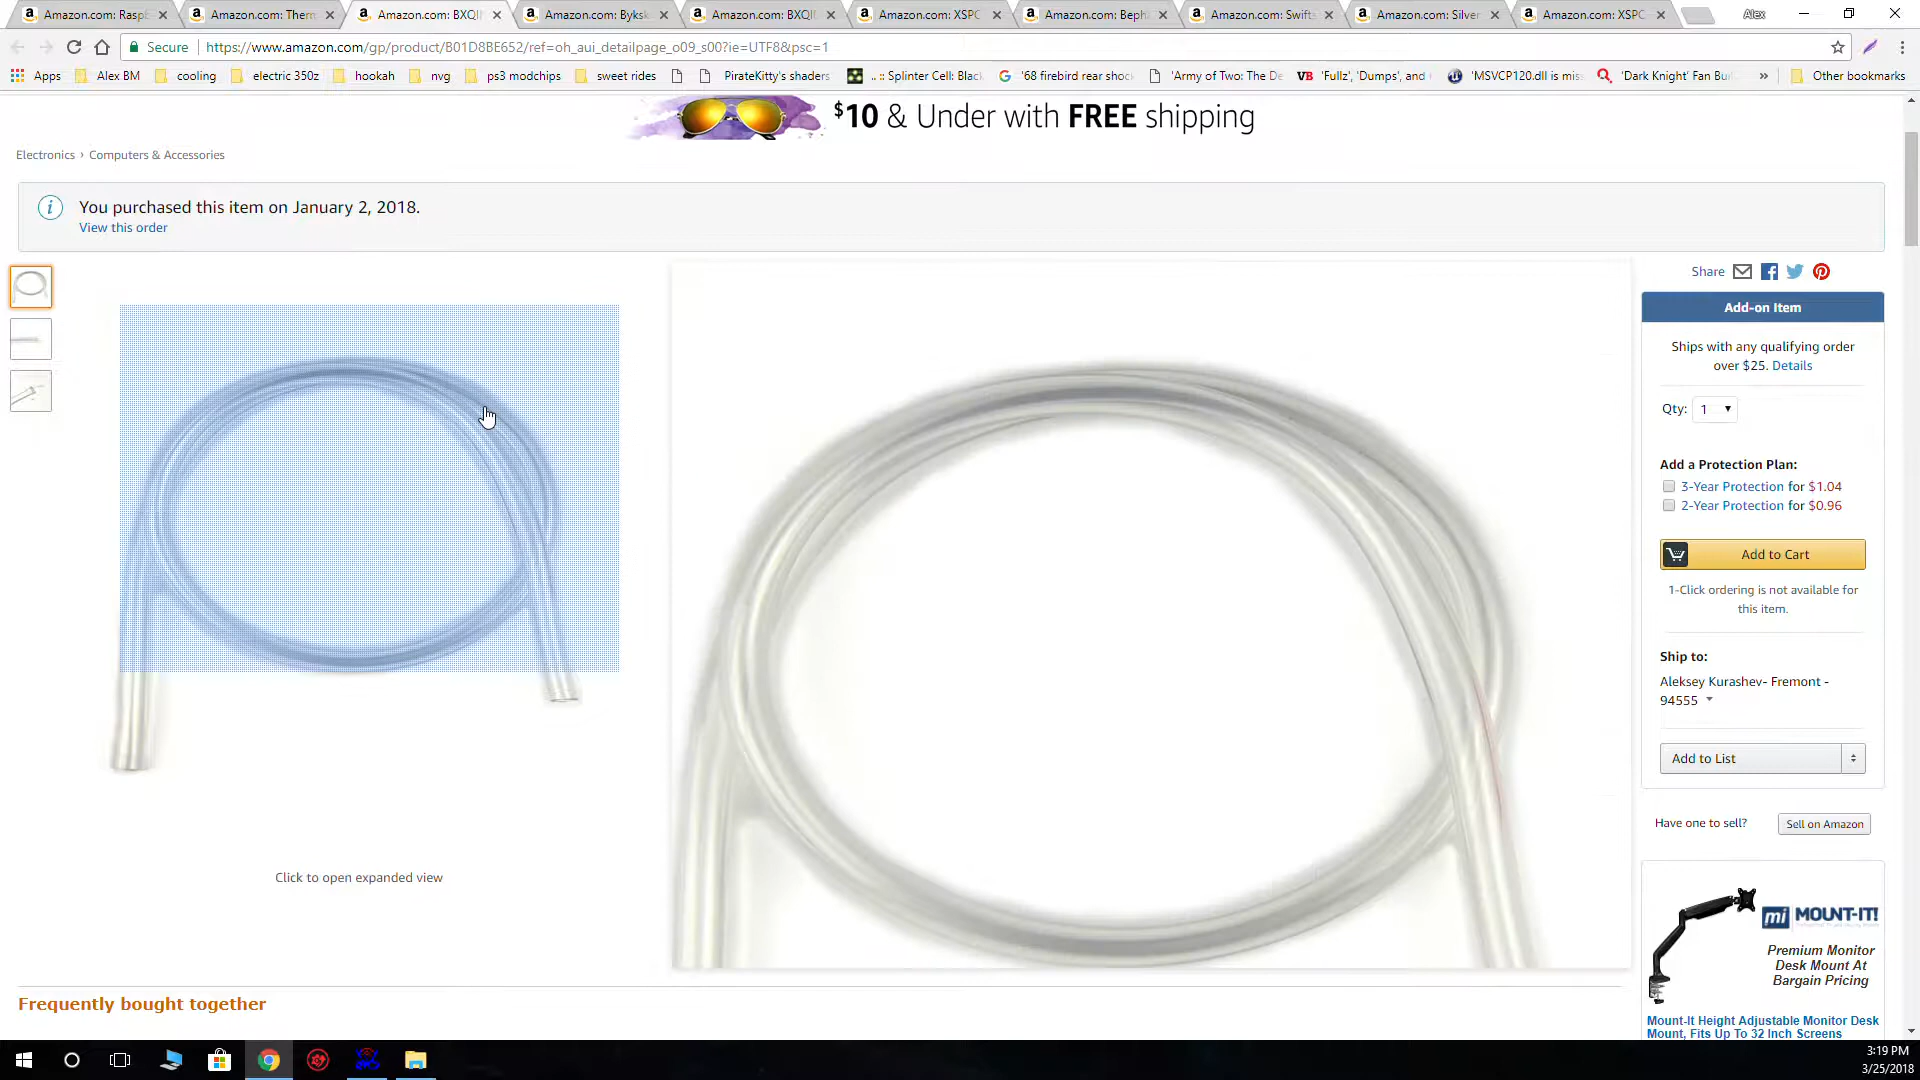 Amazon.com: RaspB
Amazon.com: Therm
Amazon.com: BXQI
Amazon.com: Byksk
Amazon.com: BXQI
Amazon.com: XSPC
Amazon.com: Beph
Amazon.com: Swift
Amazon.com: Silver
Amazon.com: XSPC
Alex
Secure
https://www.amazon.com/gp/product/B01D8BE652/ref=oh_aui_detailpage_o09_s00?ie=UTF8&psc=1
Apps
Alex BM
cooling
electric 350z
hookah
nvg
ps3 modchips
sweet rides
PirateKitty's shaders
.. :: Splinter Cell: Black
'68 firebird rear shock
'Army of Two: The De
VB 'Fullz', 'Dumps', and
'MSVCP120.dll is miss
'Dark Knight' Fan Bui
»
Other bookmarks
$10 & Under with FREE shipping
Electronics › Computers & Accessories
You purchased this item on January 2, 2018.
View this order
Share
Add-on Item
Ships with any qualifying order
over $25. Details
Qty: 1
Add a Protection Plan:
3-Year Protection for $1.04
2-Year Protection for $0.96
Add to Cart
1-Click ordering is not available for
this item.
Ship to:
Aleksey Kurashev- Fremont -
94555
Add to List
Have one to sell?
Sell on Amazon
Click to open expanded view
mi MOUNT-IT!
Premium Monitor
Desk Mount At
Bargain Pricing
Mount-It Height Adjustable Monitor Desk
Mount, Fits Up To 32 Inch Screens
Frequently bought together
3:19 PM
3/25/2018